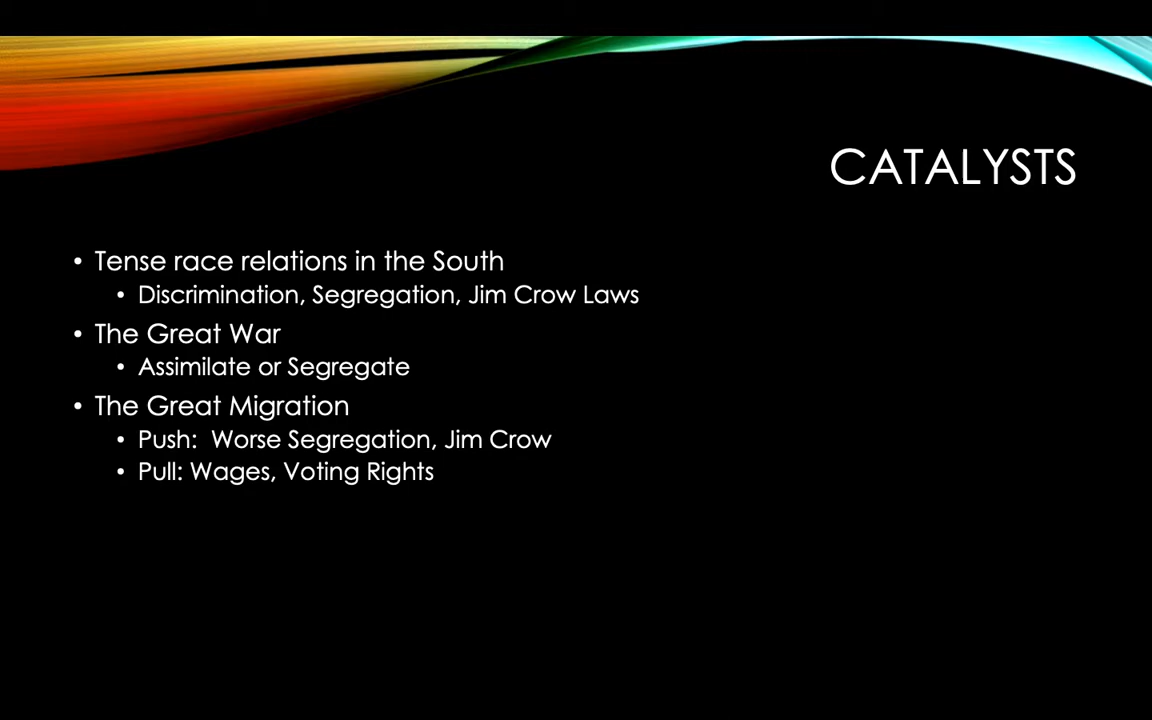 CATALYSTS
• Tense race relations in the South
• Discrimination, Segregation, Jim Crow Laws
• The Great War
• Assimilate or Segregate
• The Great Migration
• Push:  Worse Segregation, Jim Crow
• Pull: Wages, Voting Rights